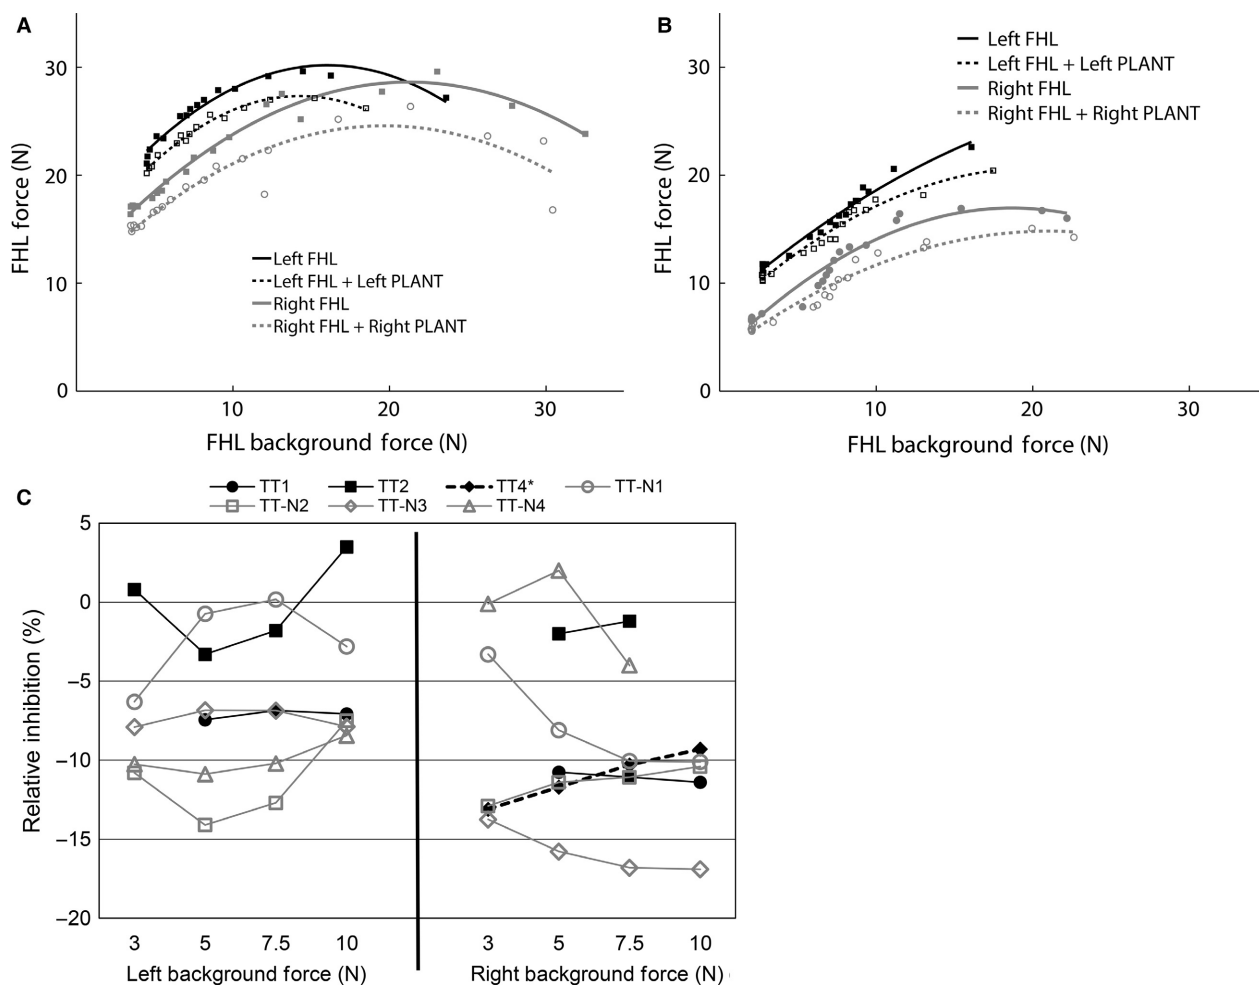 A
FHL force (N)
30
20
10
0
10
20
30
FHL background force (N)
Left FHL
Left FHL + Left PLANT
Right FHL
Right FHL + Right PLANT
B
FHL force (N)
30
20
10
0
10
20
30
FHL background force (N)
Left FHL
Left FHL + Left PLANT
Right FHL
Right FHL + Right PLANT
C
TT1 TT2 TT4* TT-N1
TT-N2 TT-N3 TT-N4
Relative inhibition (%)
5
0
−5
−10
−15
−20
3 5 7.5 10
3 5 7.5 10
Left background force (N)
Right background force (N)